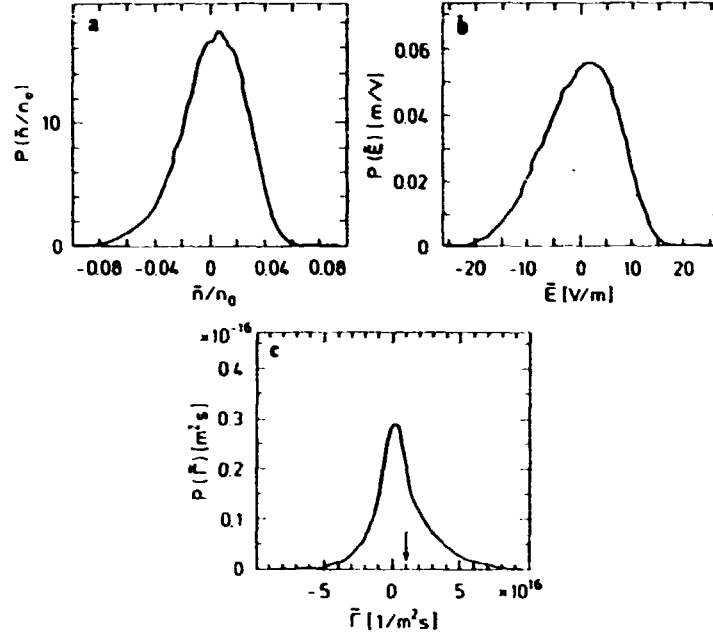 a
P(ñ/n₀)
10
0
-0.08 -0.04 0 0.04 0.08
ñ/n₀
b
P(Ẽ) [m/V]
0.06
0.04
0.02
0
-20 -10 0 10 20
Ẽ [V/m]
×10⁻¹⁶
c
P(Γ̃) [m²s]
0.4
0.3
0.2
0.1
0
-5 0 5 ×10¹⁶
Γ̃ [1/m²s]